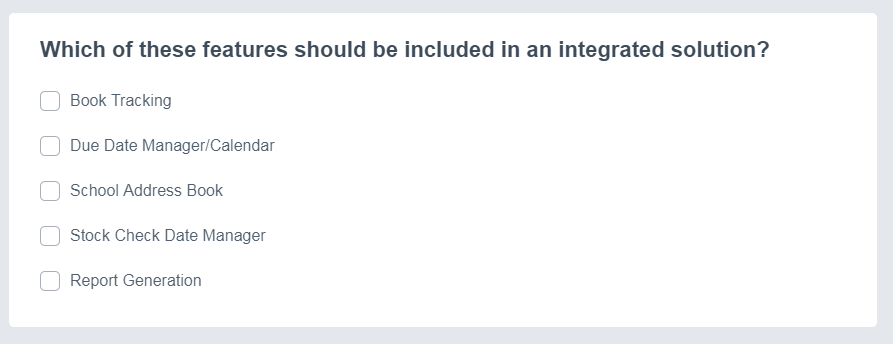 Which of these features should be included in an integrated solution?
Book Tracking
Due Date Manager/Calendar
School Address Book
Stock Check Date Manager
Report Generation